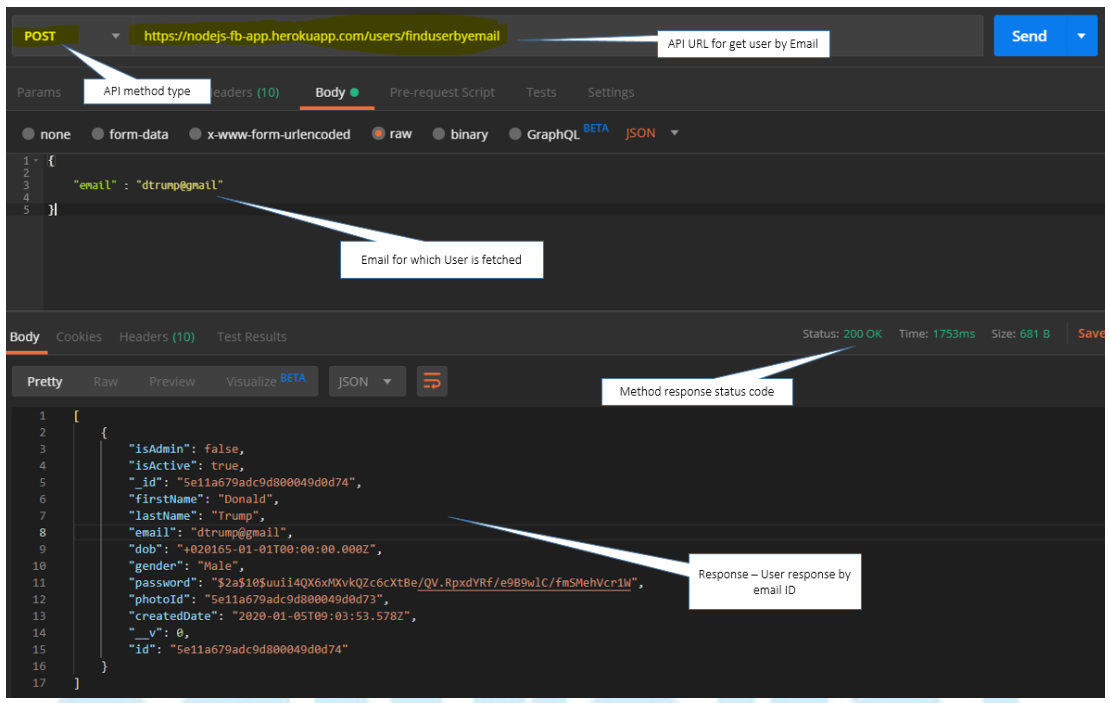 POST https://nodejs-fb-app.herokuapp.com/users/finduserbyemail Send
API URL for get user by Email
API method type
Params eaders (10) Body Pre-request Script Tests Settings
none form-data x-www-form-urlencoded raw binary GraphQL BETA JSON
1 {
2
3 "email" : "dtrump@gmail"
4
5 }
Email for which User is fetched
Body Cookies Headers (10) Test Results Status: 200 OK Time: 1753ms Size: 681 B Save
Pretty Raw Preview Visualize BETA JSON
Method response status code
1 [
2 {
3 "isAdmin": false,
4 "isActive": true,
5 "_id": "5e11a679adc9d800049d0d74",
6 "firstName": "Donald",
7 "lastName": "Trump",
8 "email": "dtrump@gmail",
9 "dob": "+020165-01-01T00:00:00.000Z",
10 "gender": "Male",
11 "password": "$2a$10$uuii4QX6xMXvkQZc6cXtBe/QV.RpxdYRf/e9B9wlC/fmSMehVcr1W",
12 "photoId": "5e11a679adc9d800049d0d73",
13 "createdDate": "2020-01-05T09:03:53.578Z",
14 "__v": 0,
15 "id": "5e11a679adc9d800049d0d74"
16 }
17 ]
Response – User response by
email ID